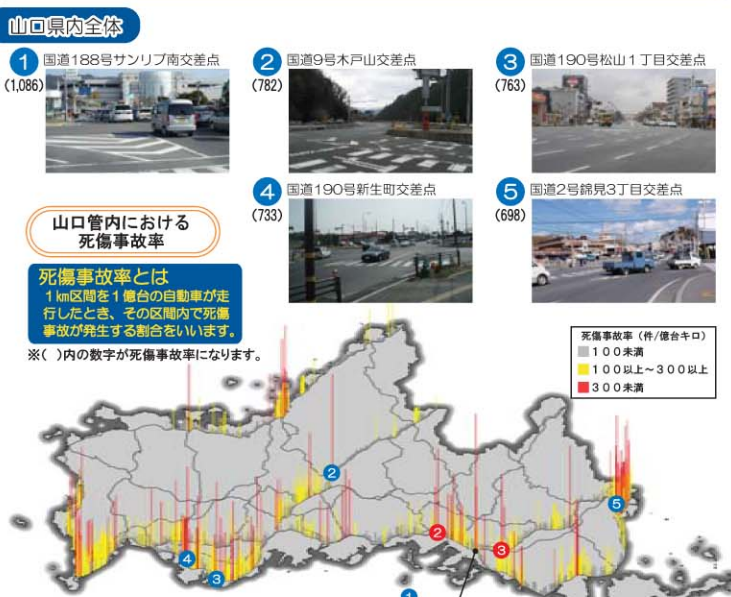 山口県内全体
1 国道188号サンリブ南交差点
(1,086)
2 国道9号木戸山交差点
(782)
3 国道190号松山1丁目交差点
(763)
4 国道190号新生町交差点
(733)
5 国道2号錦見3丁目交差点
(698)
山口管内における
死傷事故率
死傷事故率とは
1km区間を1億台の自動車が走
行したとき、その区間内で死傷
事故が発生する割合をいいます。
※( )内の数字が死傷事故率になります。
死傷事故率(件/億台キロ)
100未満
100以上~300以上
300未満
2
5
2
3
4
3
1